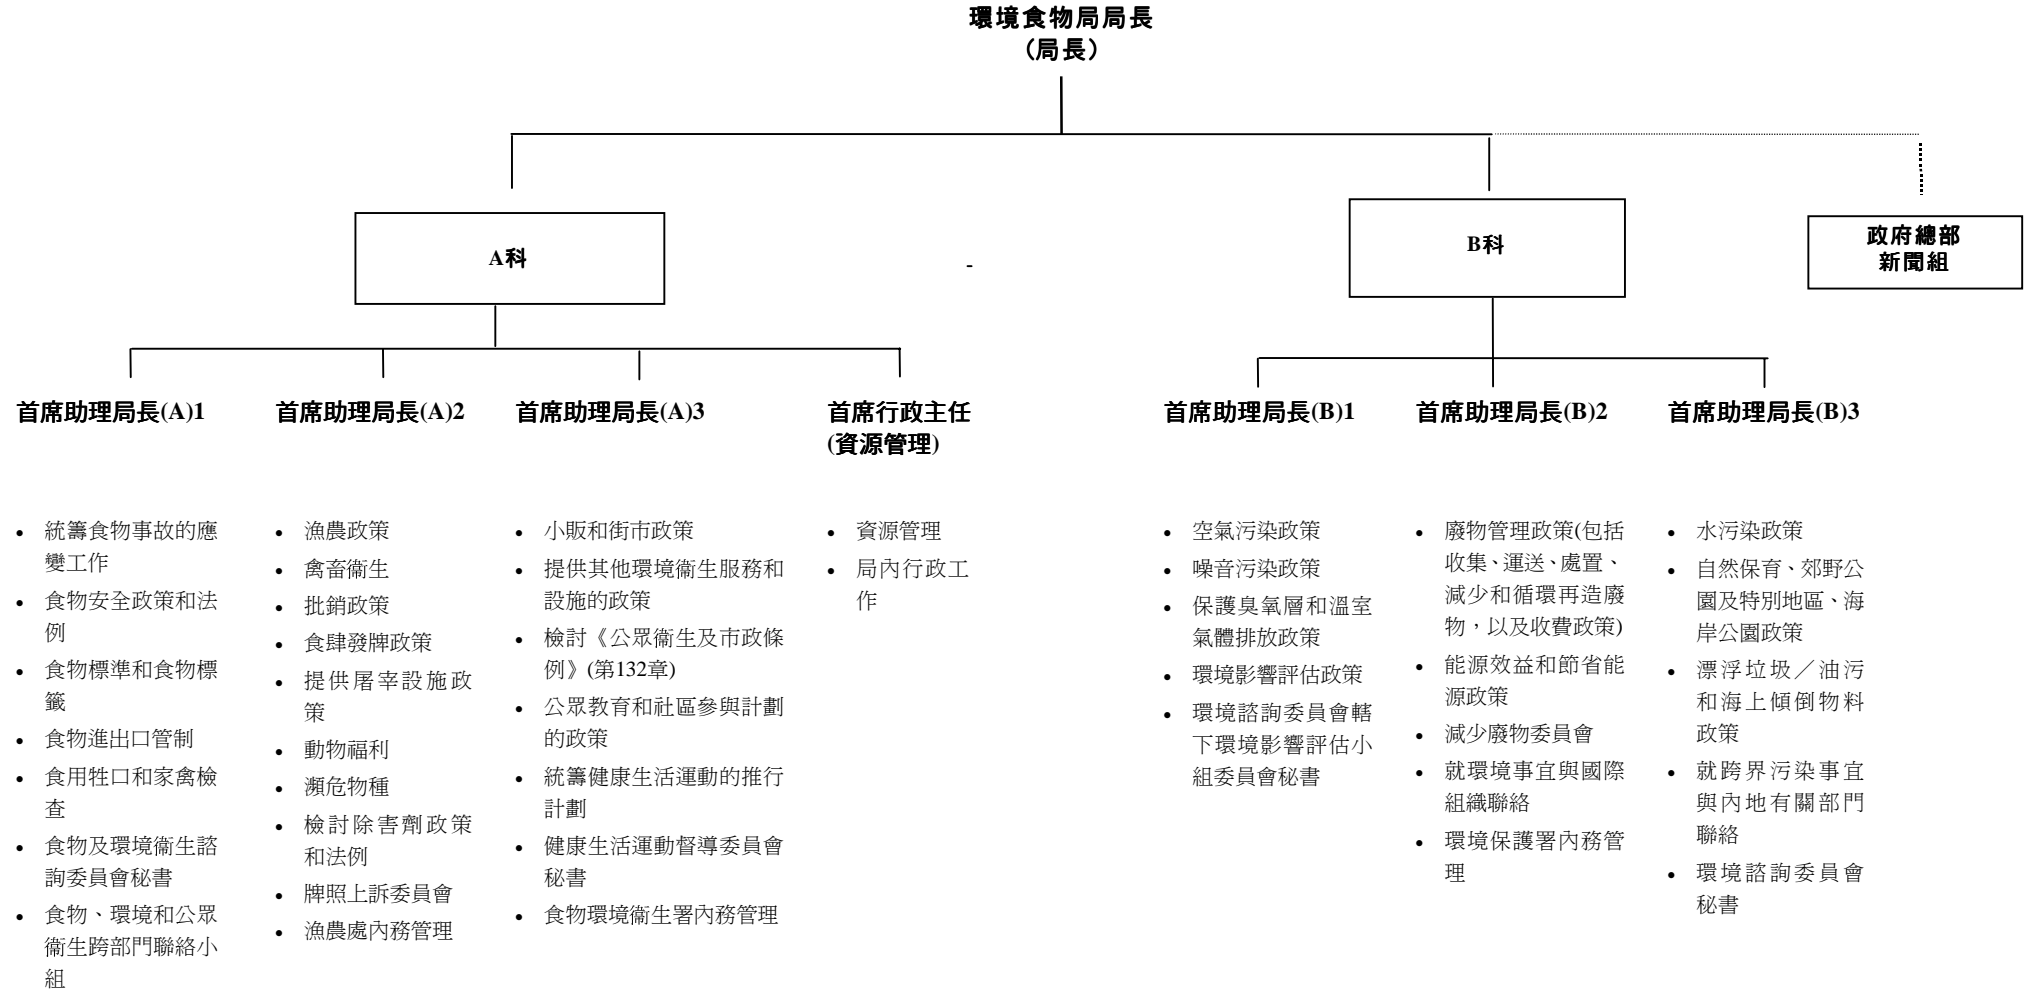 環境食物局局長
(局長)
A科
-
B科
政府總部
新聞組
首席助理局長(A)1
首席助理局長(A)2
首席助理局長(A)3
首席行政主任
(資源管理)
首席助理局長(B)1
首席助理局長(B)2
首席助理局長(B)3
• 統籌食物事故的應
變工作
• 食物安全政策和法
例
• 食物標準和食物標
籤
• 食物進出口管制
• 食用牲口和家禽檢
查
• 食物及環境衞生諮
詢委員會秘書
• 食物、環境和公眾
衞生跨部門聯絡小
組
• 漁農政策
• 禽畜衞生
• 批銷政策
• 食肆發牌政策
• 提供屠宰設施政
策
• 動物福利
• 瀕危物種
• 檢討除害劑政策
和法例
• 牌照上訴委員會
• 漁農處內務管理
• 小販和街市政策
• 提供其他環境衞生服務和
設施的政策
• 檢討《公眾衞生及市政條
例》(第132章)
• 公眾教育和社區參與計劃
的政策
• 統籌健康生活運動的推行
計劃
• 健康生活運動督導委員會
秘書
• 食物環境衞生署內務管理
• 資源管理
• 局內行政工
作
• 空氣污染政策
• 噪音污染政策
• 保護臭氧層和溫室
氣體排放政策
• 環境影響評估政策
• 環境諮詢委員會轄
下環境影響評估小
組委員會秘書
• 廢物管理政策(包括
收集、運送、處置、
減少和循環再造廢
物，以及收費政策)
• 能源效益和節省能
源政策
• 減少廢物委員會
• 就環境事宜與國際
組織聯絡
• 環境保護署內務管
理
• 水污染政策
• 自然保育、郊野公
園及特別地區、海
岸公園政策
• 漂浮垃圾／油污
和海上傾倒物料
政策
• 就跨界污染事宜
與內地有關部門
聯絡
• 環境諮詢委員會
秘書